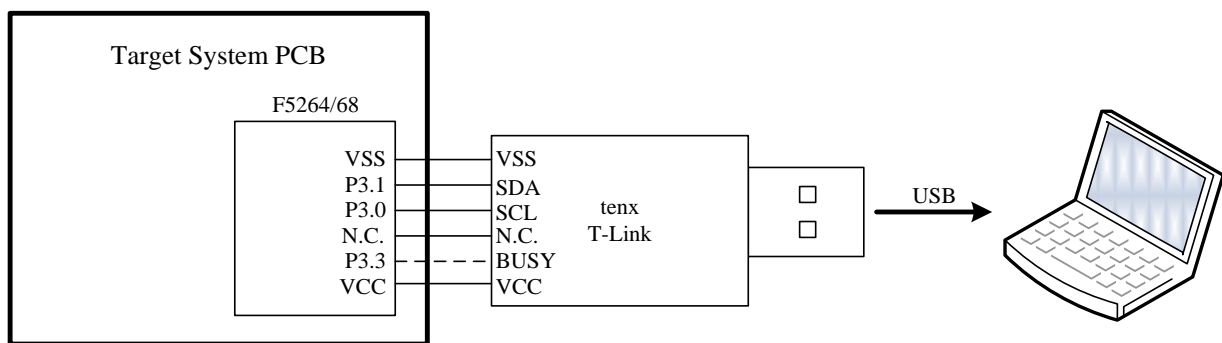 Target System PCB
F5264/68
VSS
P3.1
P3.0
N.C.
P3.3
VCC
VSS
SDA
SCL
N.C.
BUSY
VCC
tenx
T-Link
USB